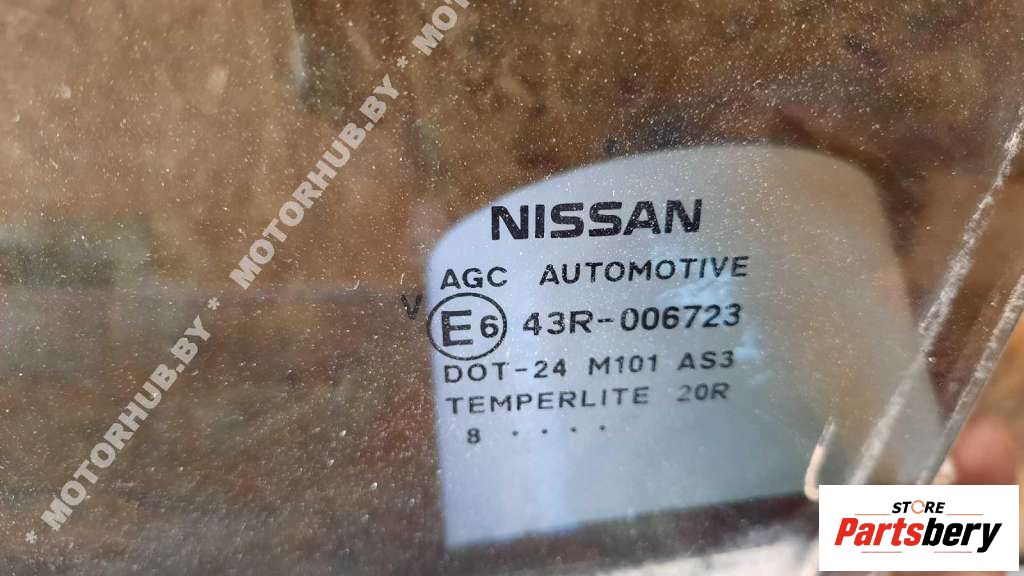 NISSAN
AGC AUTOMOTIVE
V
E6 43R-006723
DOT-24 M101 AS3
TEMPERLITE 20R
8 . . . .
* MOTORHUB.BY * MOTORHUB.BY * MOTORHUB.BY * MO
STORE
Partsbery